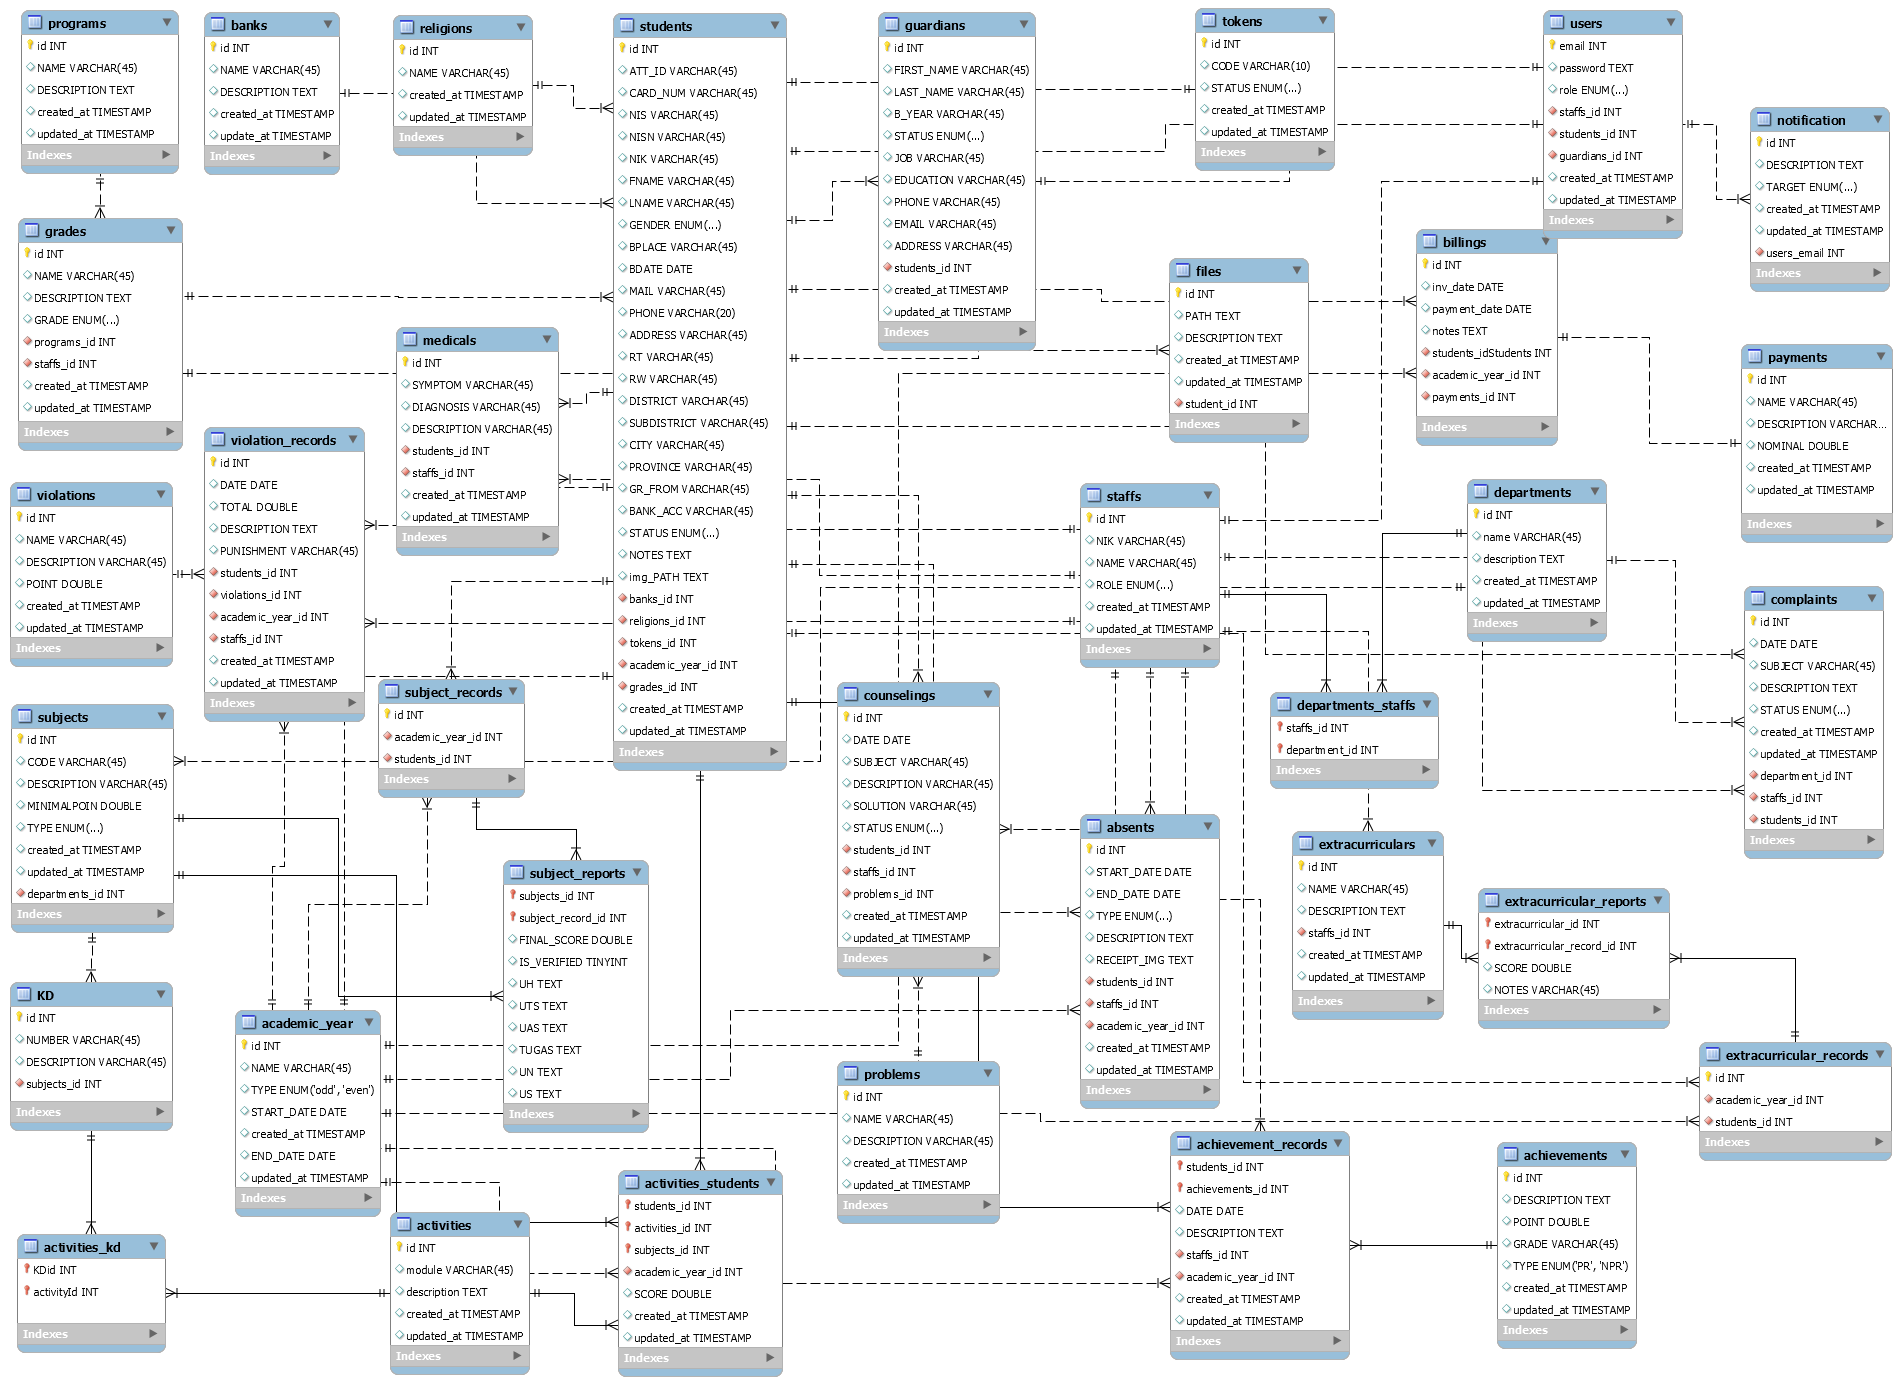 programs
id INT
NAME VARCHAR(45)
DESCRIPTION TEXT
created_at TIMESTAMP
updated_at TIMESTAMP
Indexes
banks
id INT
NAME VARCHAR(45)
DESCRIPTION TEXT
created_at TIMESTAMP
update_at TIMESTAMP
Indexes
religions
id INT
NAME VARCHAR(45)
created_at TIMESTAMP
updated_at TIMESTAMP
Indexes
students
id INT
ATT_ID VARCHAR(45)
CARD_NUM VARCHAR(45)
NIS VARCHAR(45)
NISN VARCHAR(45)
NIK VARCHAR(45)
FNAME VARCHAR(45)
LNAME VARCHAR(45)
GENDER ENUM(...)
BPLACE VARCHAR(45)
BDATE DATE
MAIL VARCHAR(45)
PHONE VARCHAR(20)
ADDRESS VARCHAR(45)
RT VARCHAR(45)
RW VARCHAR(45)
DISTRICT VARCHAR(45)
SUBDISTRICT VARCHAR(45)
CITY VARCHAR(45)
PROVINCE VARCHAR(45)
GR_FROM VARCHAR(45)
BANK_ACC VARCHAR(45)
STATUS ENUM(...)
NOTES TEXT
img_PATH TEXT
banks_id INT
religions_id INT
tokens_id INT
academic_year_id INT
grades_id INT
created_at TIMESTAMP
updated_at TIMESTAMP
Indexes
guardians
id INT
FIRST_NAME VARCHAR(45)
LAST_NAME VARCHAR(45)
B_YEAR VARCHAR(45)
STATUS ENUM(...)
JOB VARCHAR(45)
EDUCATION VARCHAR(45)
PHONE VARCHAR(45)
EMAIL VARCHAR(45)
ADDRESS VARCHAR(45)
students_id INT
created_at TIMESTAMP
updated_at TIMESTAMP
Indexes
tokens
id INT
CODE VARCHAR(10)
STATUS ENUM(...)
created_at TIMESTAMP
updated_at TIMESTAMP
Indexes
users
email INT
password TEXT
role ENUM(...)
staffs_id INT
students_id INT
guardians_id INT
created_at TIMESTAMP
updated_at TIMESTAMP
Indexes
notification
id INT
DESCRIPTION TEXT
TARGET ENUM(...)
created_at TIMESTAMP
updated_at TIMESTAMP
users_email INT
Indexes
grades
id INT
NAME VARCHAR(45)
DESCRIPTION TEXT
GRADE ENUM(...)
programs_id INT
staffs_id INT
created_at TIMESTAMP
updated_at TIMESTAMP
Indexes
medicals
id INT
SYMPTOM VARCHAR(45)
DIAGNOSIS VARCHAR(45)
DESCRIPTION VARCHAR(45)
students_id INT
staffs_id INT
created_at TIMESTAMP
updated_at TIMESTAMP
Indexes
files
id INT
PATH TEXT
DESCRIPTION TEXT
created_at TIMESTAMP
updated_at TIMESTAMP
student_id INT
Indexes
billings
id INT
inv_date DATE
payment_date DATE
notes TEXT
students_idStudents INT
academic_year_id INT
payments_id INT
Indexes
payments
id INT
NAME VARCHAR(45)
DESCRIPTION VARCHAR...
NOMINAL DOUBLE
created_at TIMESTAMP
updated_at TIMESTAMP
Indexes
violation_records
id INT
DATE DATE
TOTAL DOUBLE
DESCRIPTION TEXT
PUNISHMENT VARCHAR(45)
students_id INT
violations_id INT
academic_year_id INT
staffs_id INT
created_at TIMESTAMP
updated_at TIMESTAMP
Indexes
violations
id INT
NAME VARCHAR(45)
DESCRIPTION VARCHAR(45)
POINT DOUBLE
created_at TIMESTAMP
updated_at TIMESTAMP
Indexes
staffs
id INT
NIK VARCHAR(45)
NAME VARCHAR(45)
ROLE ENUM(...)
created_at TIMESTAMP
updated_at TIMESTAMP
Indexes
departments
id INT
name VARCHAR(45)
description TEXT
created_at TIMESTAMP
updated_at TIMESTAMP
Indexes
complaints
id INT
DATE DATE
SUBJECT VARCHAR(45)
DESCRIPTION TEXT
STATUS ENUM(...)
created_at TIMESTAMP
updated_at TIMESTAMP
department_id INT
staffs_id INT
students_id INT
Indexes
subjects
id INT
CODE VARCHAR(45)
DESCRIPTION VARCHAR(45)
MINIMALPOIN DOUBLE
TYPE ENUM(...)
created_at TIMESTAMP
updated_at TIMESTAMP
departments_id INT
Indexes
subject_records
id INT
academic_year_id INT
students_id INT
Indexes
counselings
id INT
DATE DATE
SUBJECT VARCHAR(45)
DESCRIPTION VARCHAR(45)
SOLUTION VARCHAR(45)
STATUS ENUM(...)
students_id INT
staffs_id INT
problems_id INT
created_at TIMESTAMP
updated_at TIMESTAMP
Indexes
departments_staffs
staffs_id INT
department_id INT
Indexes
absents
id INT
START_DATE DATE
END_DATE DATE
TYPE ENUM(...)
DESCRIPTION TEXT
RECEIPT_IMG TEXT
students_id INT
staffs_id INT
academic_year_id INT
created_at TIMESTAMP
updated_at TIMESTAMP
Indexes
extracurriculars
id INT
NAME VARCHAR(45)
DESCRIPTION TEXT
staffs_id INT
created_at TIMESTAMP
updated_at TIMESTAMP
Indexes
extracurricular_reports
extracurricular_id INT
extracurricular_record_id INT
SCORE DOUBLE
NOTES VARCHAR(45)
Indexes
subject_reports
subjects_id INT
subject_record_id INT
FINAL_SCORE DOUBLE
IS_VERIFIED TINYINT
UH TEXT
UTS TEXT
UAS TEXT
TUGAS TEXT
UN TEXT
US TEXT
Indexes
KD
id INT
NUMBER VARCHAR(45)
DESCRIPTION VARCHAR(45)
subjects_id INT
Indexes
academic_year
id INT
NAME VARCHAR(45)
TYPE ENUM('odd', 'even')
START_DATE DATE
created_at TIMESTAMP
END_DATE DATE
updated_at TIMESTAMP
Indexes
problems
id INT
NAME VARCHAR(45)
DESCRIPTION VARCHAR(45)
created_at TIMESTAMP
updated_at TIMESTAMP
Indexes
extracurricular_records
id INT
academic_year_id INT
students_id INT
Indexes
achievement_records
students_id INT
achievements_id INT
DATE DATE
DESCRIPTION TEXT
staffs_id INT
academic_year_id INT
created_at TIMESTAMP
updated_at TIMESTAMP
Indexes
achievements
id INT
DESCRIPTION TEXT
POINT DOUBLE
GRADE VARCHAR(45)
TYPE ENUM('PR', 'NPR')
created_at TIMESTAMP
updated_at TIMESTAMP
Indexes
activities_students
students_id INT
activities_id INT
subjects_id INT
academic_year_id INT
SCORE DOUBLE
created_at TIMESTAMP
updated_at TIMESTAMP
Indexes
activities
id INT
module VARCHAR(45)
description TEXT
created_at TIMESTAMP
updated_at TIMESTAMP
Indexes
activities_kd
KDid INT
activityId INT
Indexes